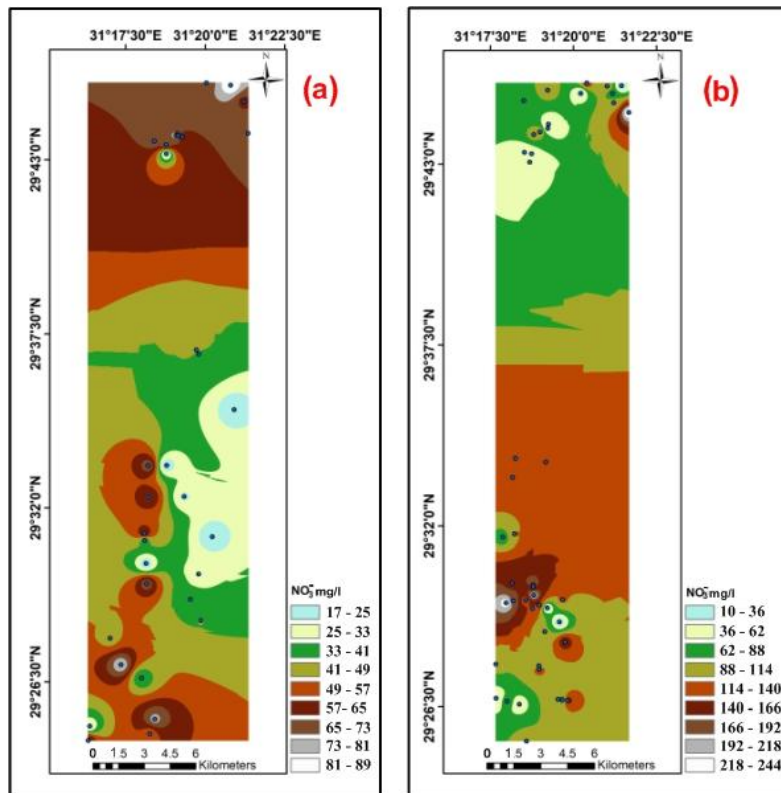 31°17'30"E 31°20'0"E 31°22'30"E
N
(a)
29°43'0"N
29°37'30"N
29°32'0"N
29°26'30"N
NO₃⁻ mg/l
17 - 25
25 - 33
33 - 41
41 - 49
49 - 57
57 - 65
65 - 73
73 - 81
81 - 89
0 1.5 3 4.5 6
Kilometers
31°17'30"E 31°20'0"E 31°22'30"E
N
(b)
29°43'0"N
29°37'30"N
29°32'0"N
29°26'30"N
NO₃⁻ mg/l
10 - 36
36 - 62
62 - 88
88 - 114
114 - 140
140 - 166
166 - 192
192 - 218
218 - 244
0 1.5 3 4.5 6
Kilometers